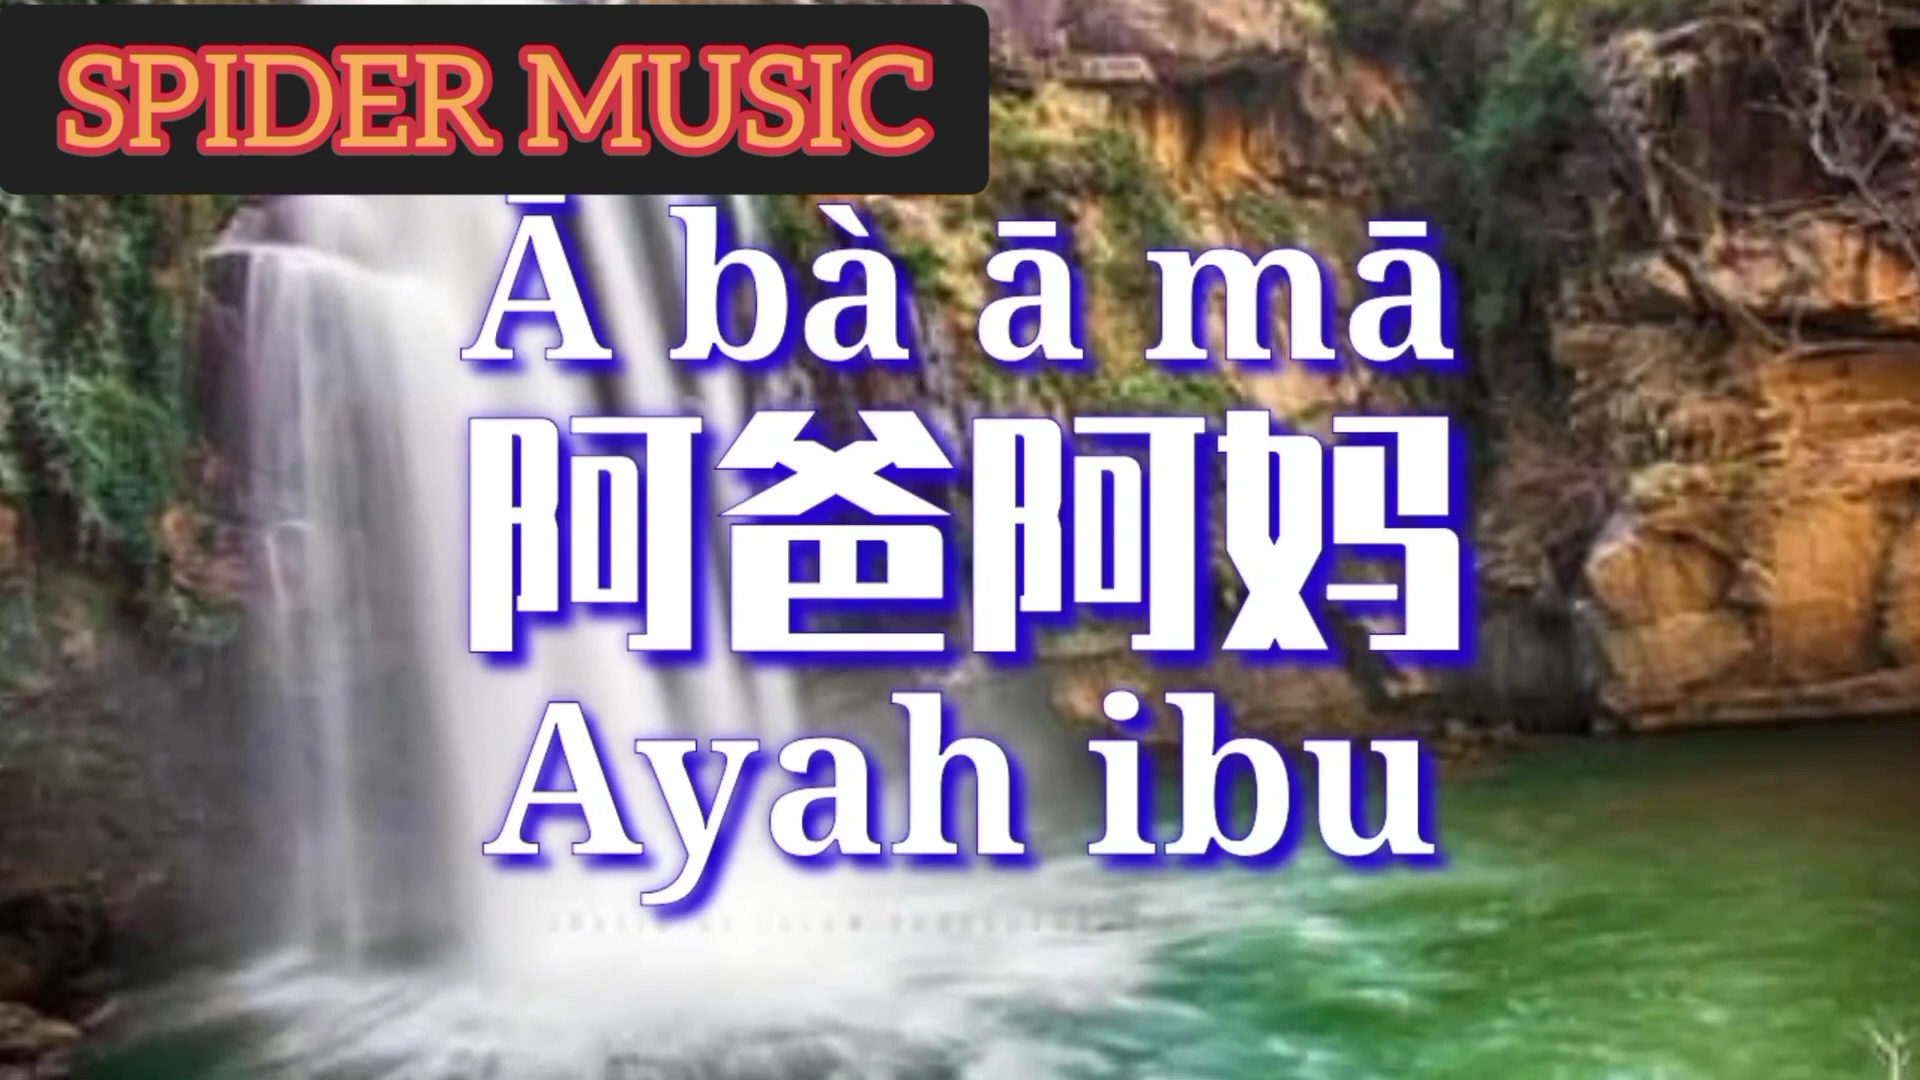 SPIDER MUSIC
Ā bà ā mā
阿爸阿妈
Ayah ibu